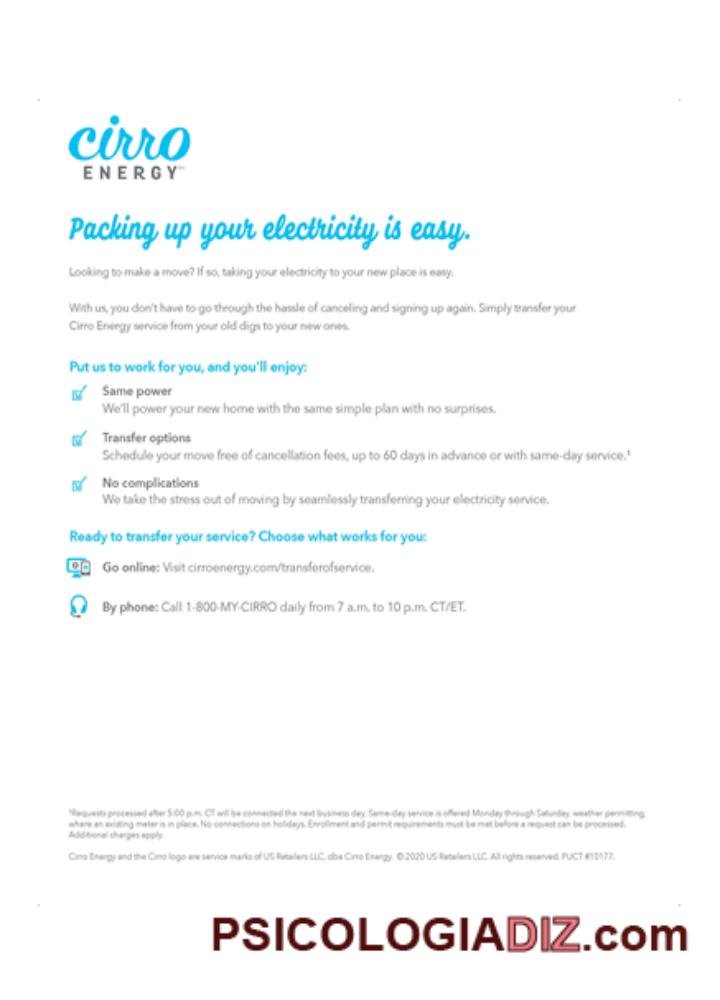 cirro
ENERGY℠
Packing up your electricity is easy.
Looking to make a move? If so, taking your electricity to your new place is easy.
With us, you don't have to go through the hassle of canceling and signing up again. Simply transfer your
Cirro Energy service from your old digs to your new ones.
Put us to work for you, and you'll enjoy:
Same power
We'll power your new home with the same simple plan with no surprises.
Transfer options
Schedule your move free of cancellation fees, up to 60 days in advance or with same-day service.¹
No complications
We take the stress out of moving by seamlessly transferring your electricity service.
Ready to transfer your service? Choose what works for you:
Go online: Visit cirroenergy.com/transferofservice.
By phone: Call 1-800-MY-CIRRO daily from 7 a.m. to 10 p.m. CT/ET.
¹Requests processed after 5:00 p.m. CT will be connected the next business day. Same-day service is offered Monday through Saturday, weather permitting,
where an existing meter is in place. No connections on holidays. Enrollment and permit requirements must be met before a request can be processed.
Additional charges apply.
Cirro Energy and the Cirro logo are service marks of US Retailers LLC, dba Cirro Energy. © 2020 US Retailers LLC. All rights reserved. PUCT #10177.
PSICOLOGIADIZ.com